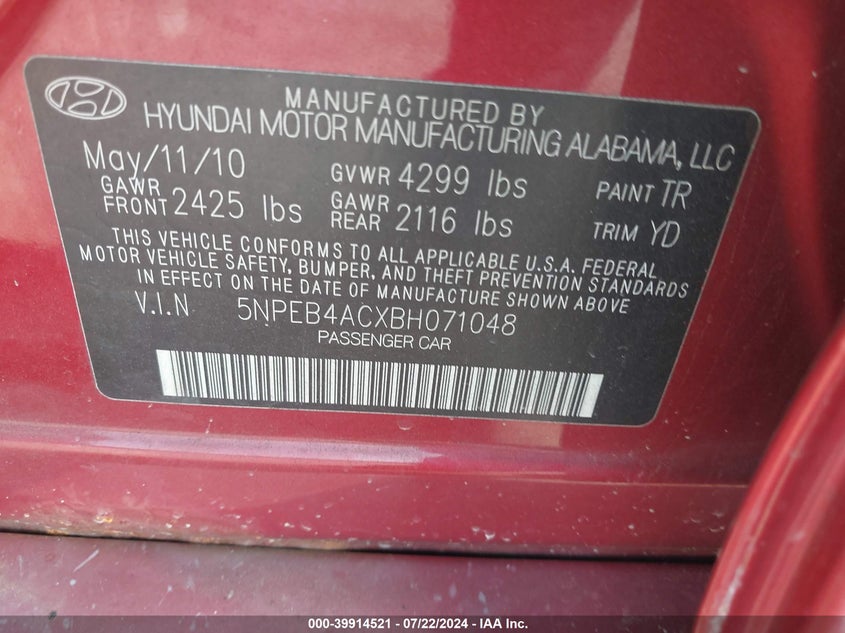 MANUFACTURED BY
HYUNDAI MOTOR MANUFACTURING ALABAMA, LLC
May/11/10 GVWR 4299 lbs PAINT TR
GAWR FRONT 2425 lbs GAWR REAR 2116 lbs TRIM YD
THIS VEHICLE CONFORMS TO ALL APPLICABLE U.S.A. FEDERAL
MOTOR VEHICLE SAFETY, BUMPER, AND THEFT PREVENTION STANDARDS
IN EFFECT ON THE DATE OF MANUFACTURE SHOWN ABOVE
V.I.N 5NPEB4ACXBH071048
PASSENGER CAR
000-39914521 - 07/22/2024 - IAA Inc.